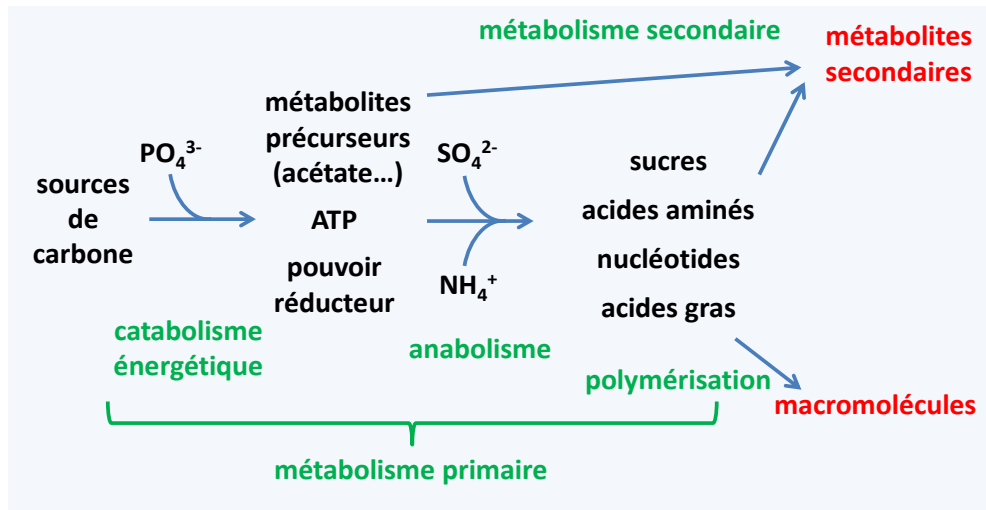 métabolisme secondaire
métabolites
secondaires
métabolites
précurseurs
(acétate...)
PO₄³⁻
SO₄²⁻
sources
de
carbone
ATP
pouvoir
réducteur
NH₄⁺
sucres
acides aminés
nucléotides
acides gras
catabolisme
énergétique
anabolisme
polymérisation
macromolécules
métabolisme primaire